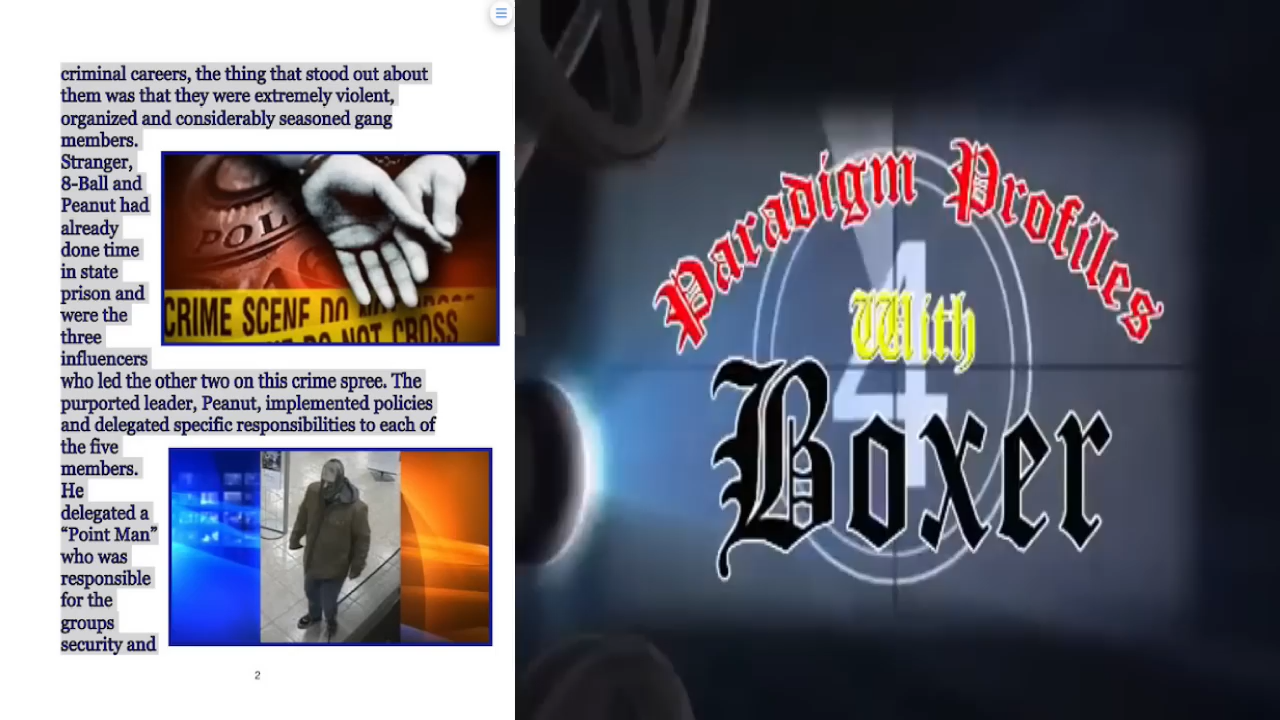 criminal careers, the thing that stood out about
them was that they were extremely violent,
organized and considerably seasoned gang
members.
Stranger,
8-Ball and
Peanut had
already
done time
in state
prison and
were the
three
influencers
who led the other two on this crime spree. The
purported leader, Peanut, implemented policies
and delegated specific responsibilities to each of
the five
members.
He
delegated a
“Point Man”
who was
responsible
for the
groups
security and
POL
CRIME SCENE DO NOT CROSS
DO NOT CROSS
2
Paradigm Profiles
With
4
Boxer